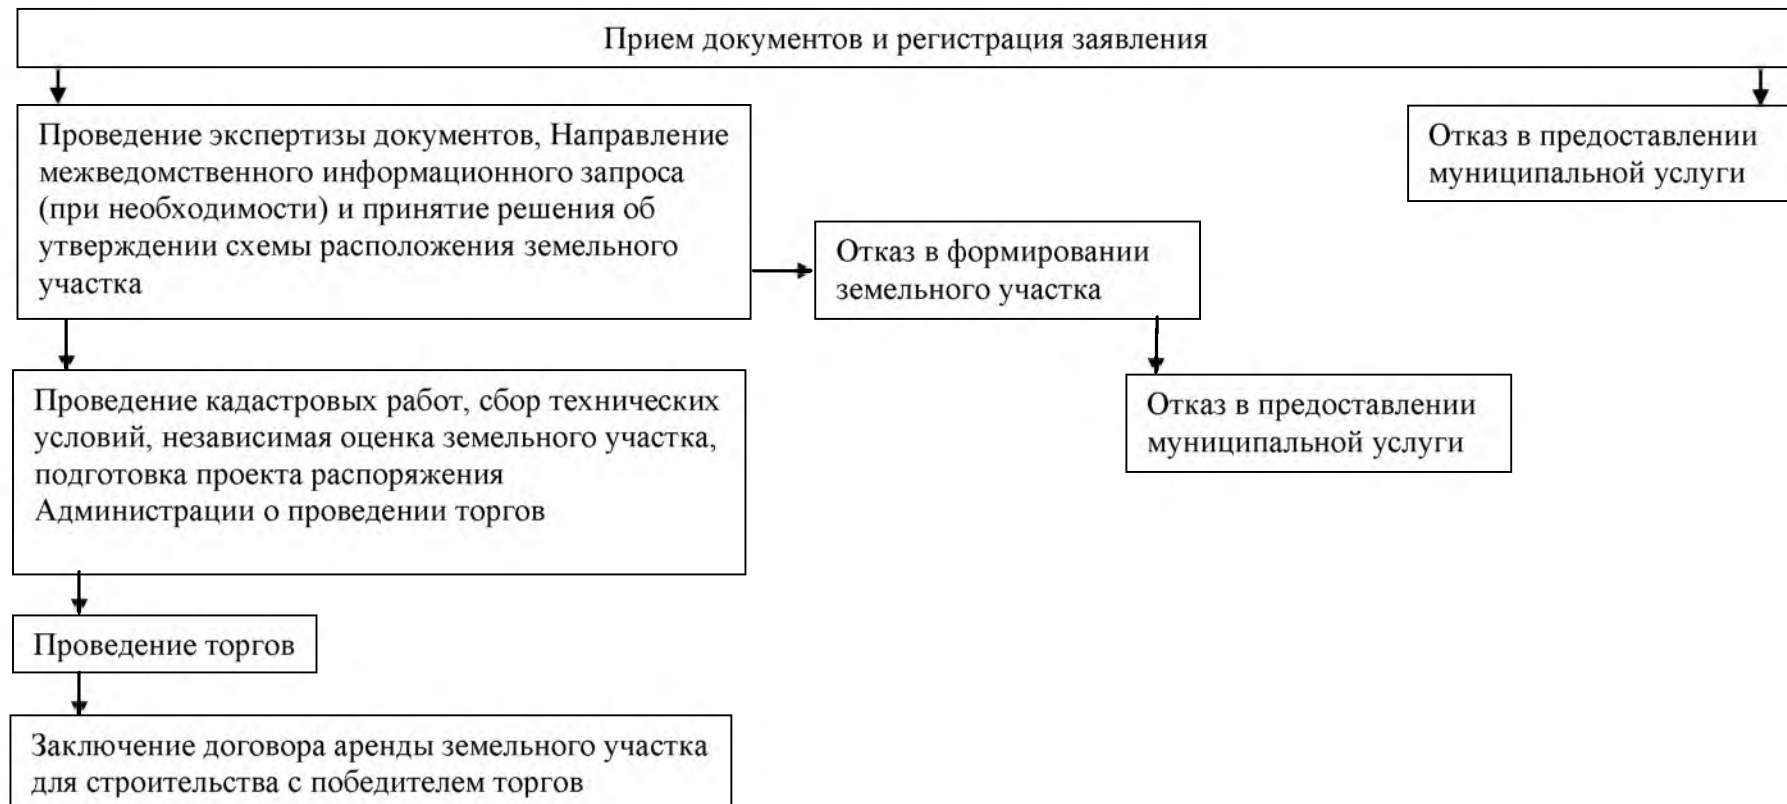 Прием документов и регистрация заявления
Проведение экспертизы документов, Направление
межведомственного информационного запроса
(при необходимости) и принятие решения об
утверждении схемы расположения земельного
участка
Отказ в предоставлении
муниципальной услуги
Отказ в формировании
земельного участка
Проведение кадастровых работ, сбор технических
условий, независимая оценка земельного участка,
подготовка проекта распоряжения
Администрации о проведении торгов
Отказ в предоставлении
муниципальной услуги
Проведение торгов
Заключение договора аренды земельного участка
для строительства с победителем торгов